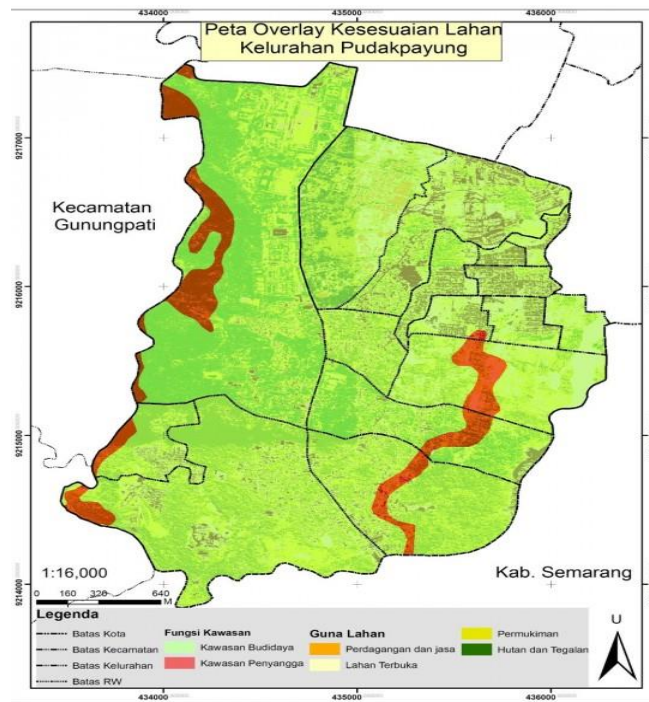 434000 435000 436000
Peta Overlay Kesesuaian Lahan
Kelurahan Pudakpayung
9217000
Kecamatan
Gunungpati
9216000
9215000
9214000
1:16,000
0 160 320 640
M
Kab. Semarang
Legenda
Batas Kota
Batas Kecamatan
Batas Kelurahan
Batas RW
Fungsi Kawasan
Kawasan Budidaya
Kawasan Penyangga
Guna Lahan
Perdagangan dan jasa
Lahan Terbuka
Permukiman
Hutan dan Tegalan
U
434000 435000 436000